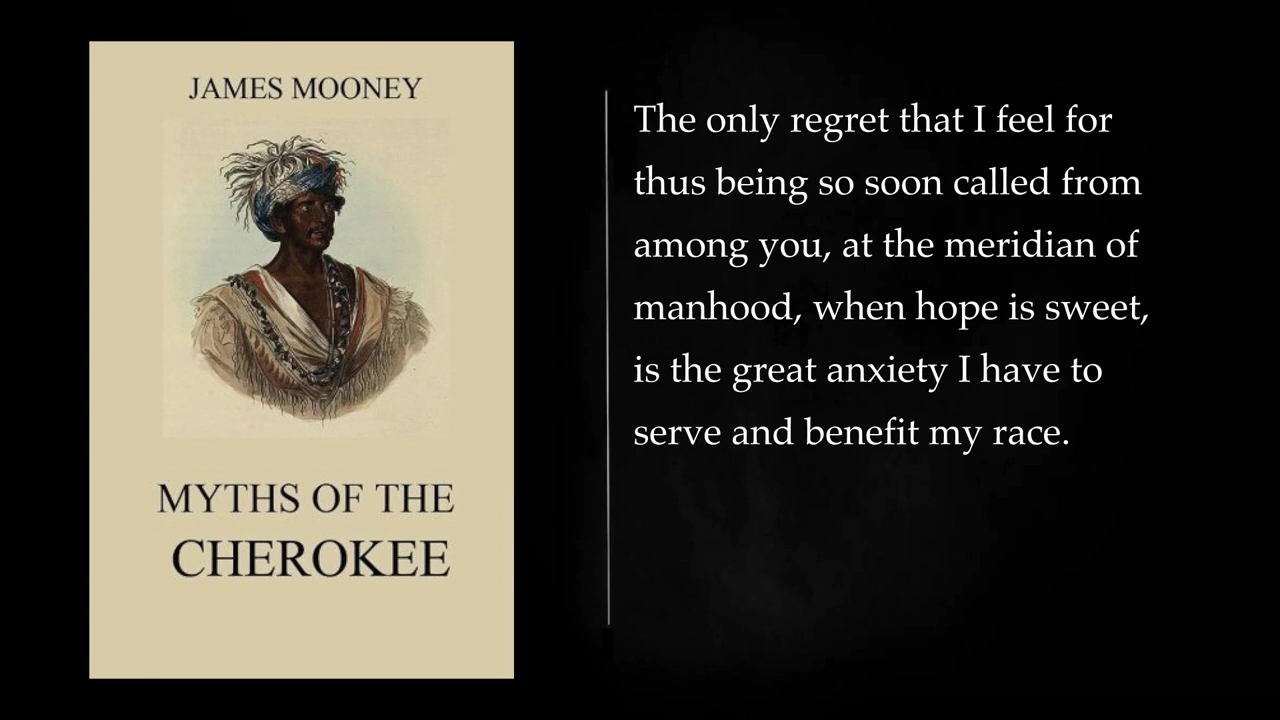 JAMES MOONEY
MYTHS OF THE
CHEROKEE
The only regret that I feel for
thus being so soon called from
among you, at the meridian of
manhood, when hope is sweet,
is the great anxiety I have to
serve and benefit my race.